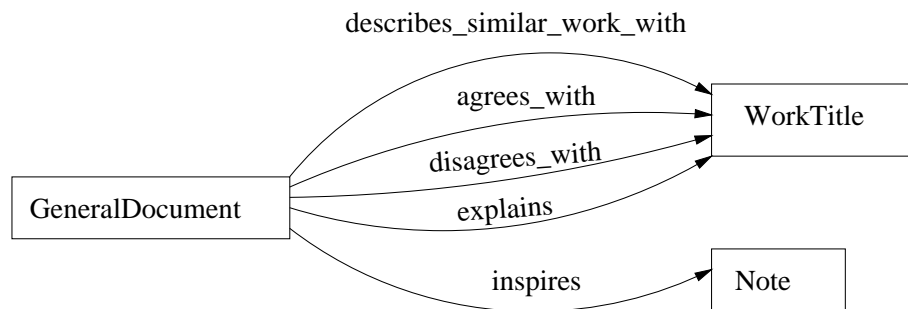 describes_similar_work_with
agrees_with
WorkTitle
disagrees_with
GeneralDocument
explains
inspires
Note